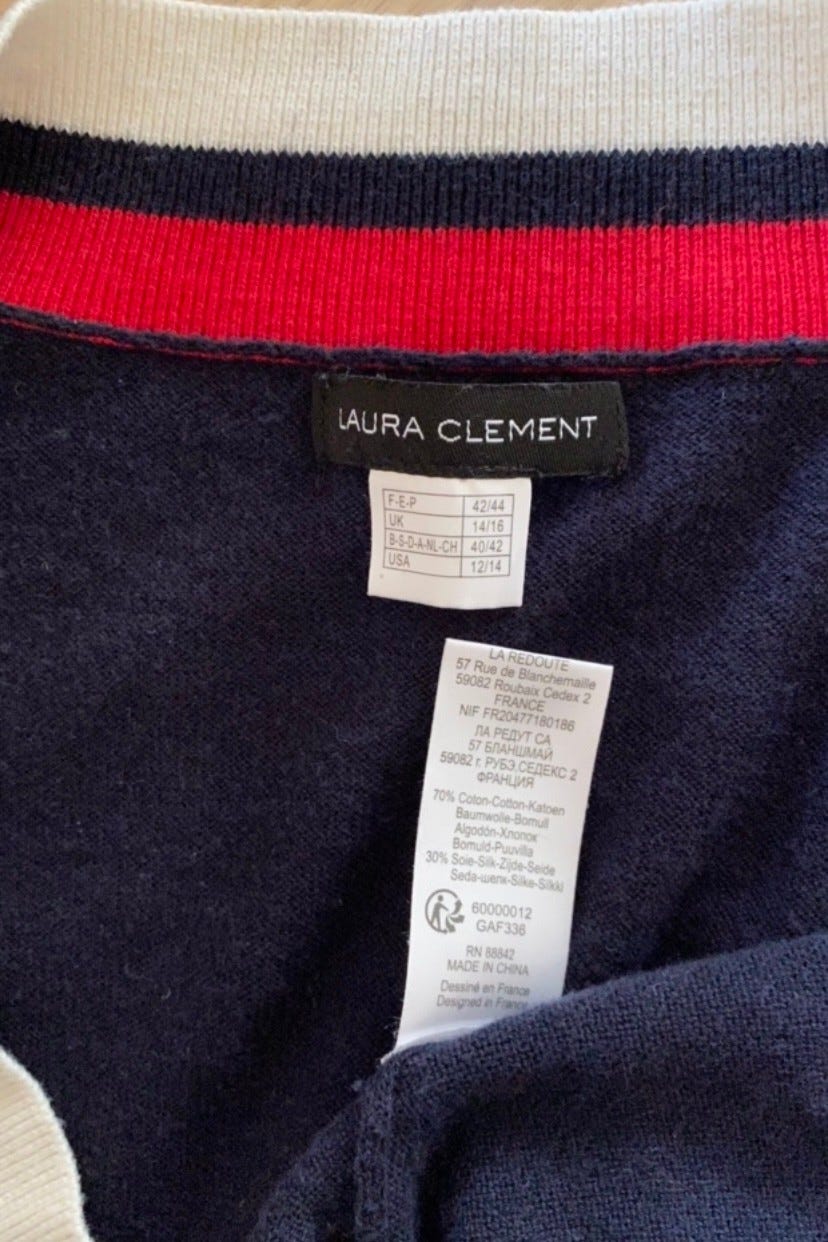 LAURA CLEMENT
F-E-P 42/44
UK 14/16
B-S-D-A-NL-CH 40/42
USA 12/14
LA REDOUTE
57 Rue de Blanchemaille
59082 Roubaix Cedex 2
FRANCE
NIF FR20477180186
ЛА РЕДУТ СА
57 БЛАНШМАЙ
59082 г. РУБЭ,СЕДЕКС 2
ФРАНЦИЯ
70% Coton-Cotton-Katoen
Baumwolle-Bomull
Algodón-Хлопок
Bomuld-Puuvilla
30% Soie-Silk-Zijde-Seide
Seda-шелк-Silke-Silkki
60000012
GAF336
RN 88842
MADE IN CHINA
Dessiné en France
Designed in France